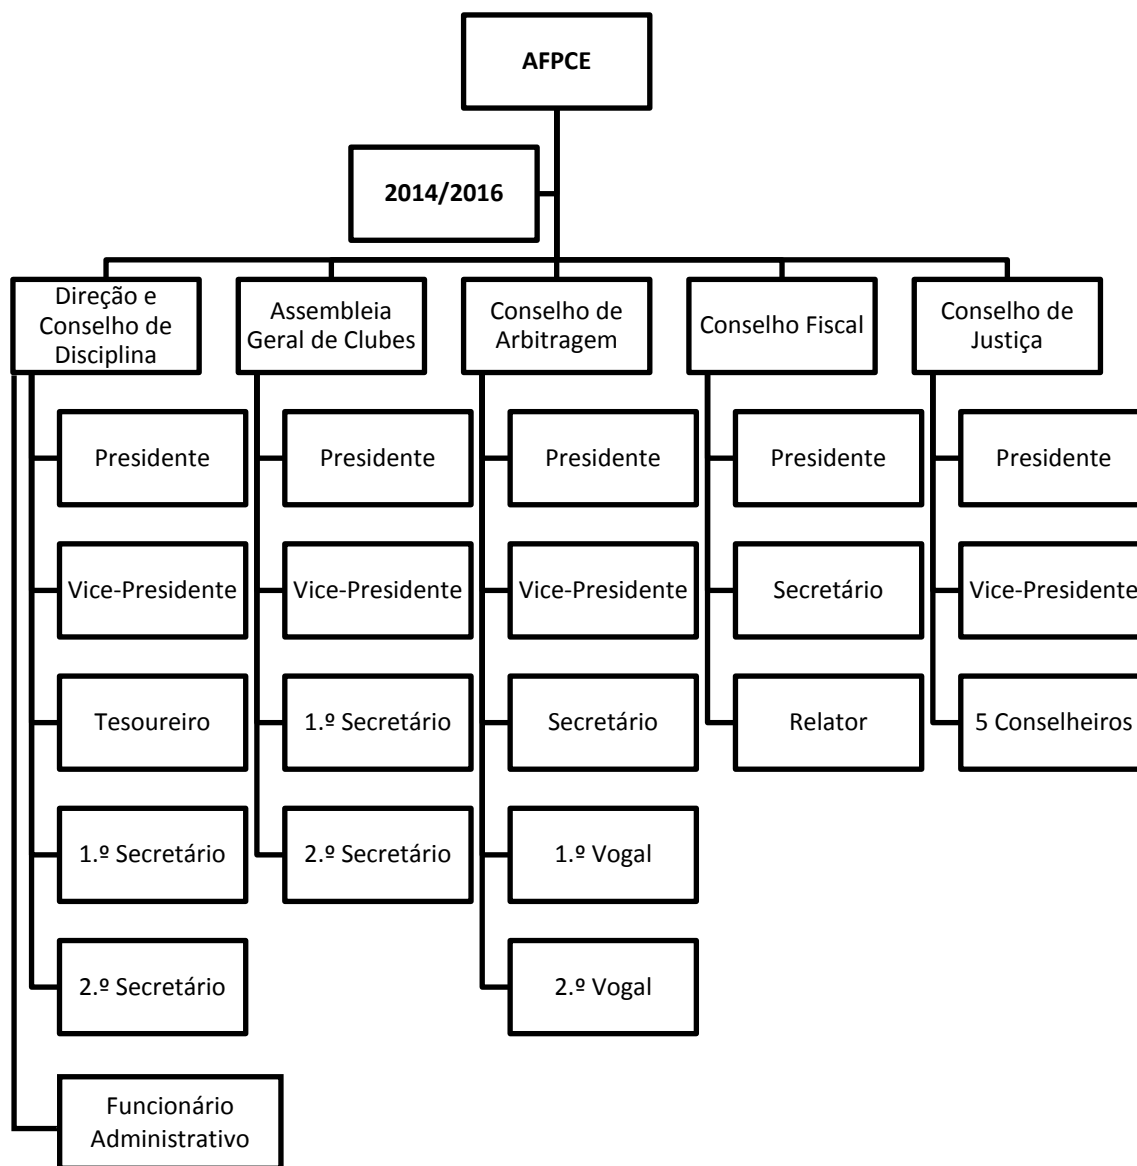 AFPCE
2014/2016
Direção e
Conselho de
Disciplina
Assembleia
Geral de Clubes
Conselho de
Arbitragem
Conselho Fiscal
Conselho de
Justiça
Presidente
Presidente
Presidente
Presidente
Presidente
Vice-Presidente
Vice-Presidente
Vice-Presidente
Secretário
Vice-Presidente
Tesoureiro
1.º Secretário
Secretário
Relator
5 Conselheiros
1.º Secretário
2.º Secretário
1.º Vogal
2.º Secretário
2.º Vogal
Funcionário
Administrativo